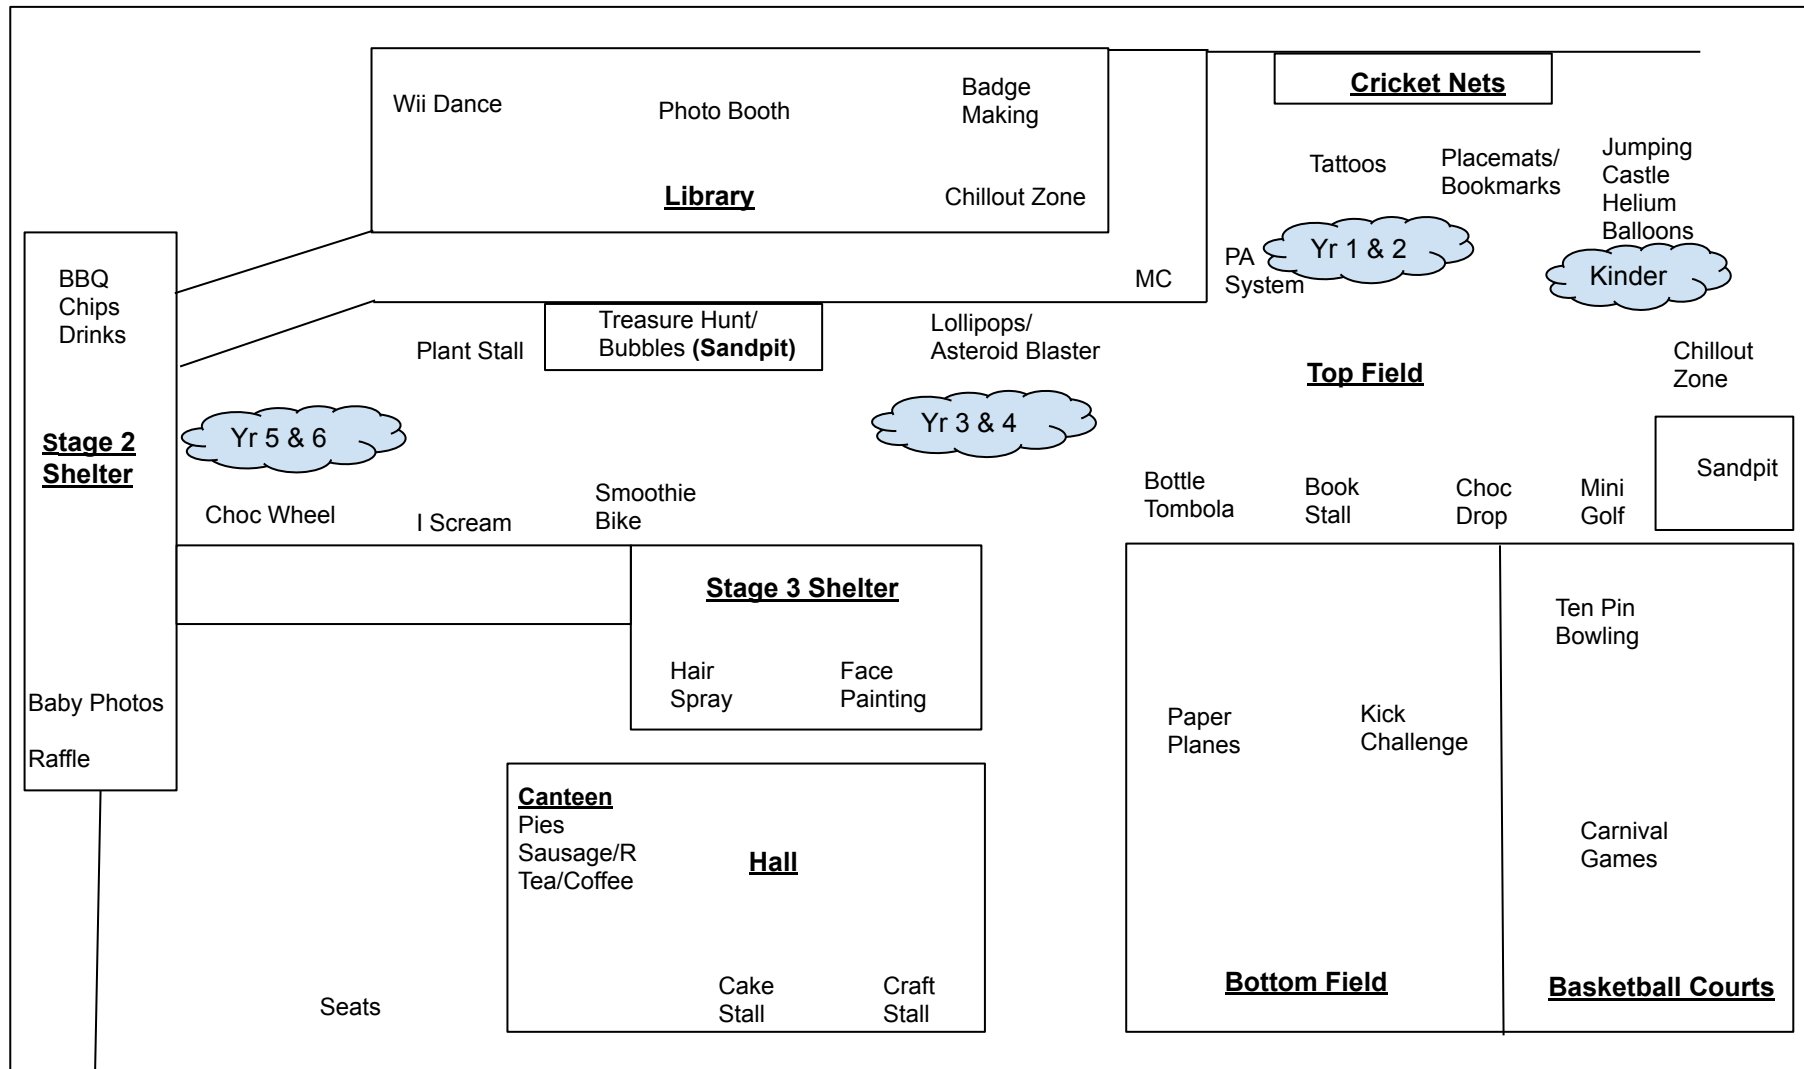 Cricket Nets
Wii Dance
Photo Booth
Badge
Making
Library
Chillout Zone
Tattoos
Placemats/
Bookmarks
Jumping
Castle
Helium
Balloons
Yr 1 & 2
Kinder
PA
System
MC
BBQ
Chips
Drinks
Plant Stall
Treasure Hunt/
Bubbles (Sandpit)
Lollipops/
Asteroid Blaster
Top Field
Chillout
Zone
Stage 2
Shelter
Yr 5 & 6
Yr 3 & 4
Choc Wheel
I Scream
Smoothie
Bike
Bottle
Tombola
Book
Stall
Choc
Drop
Mini
Golf
Sandpit
Stage 3 Shelter
Hair
Spray
Face
Painting
Ten Pin
Bowling
Baby Photos
Raffle
Paper
Planes
Kick
Challenge
Canteen
Pies
Sausage/R
Tea/Coffee
Hall
Carnival
Games
Seats
Cake
Stall
Craft
Stall
Bottom Field
Basketball Courts